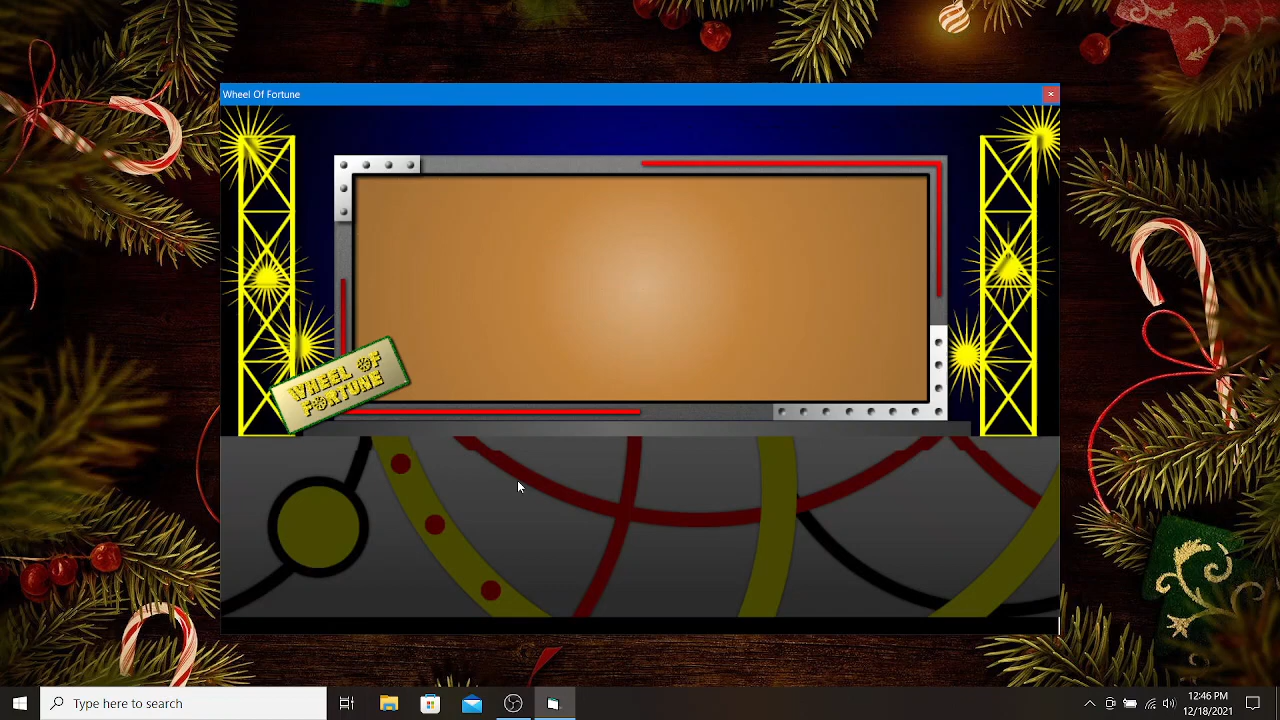 Wheel Of Fortune
WHEEL OF
FORTUNE
Type here to search
12:46 PM
12/18/2021